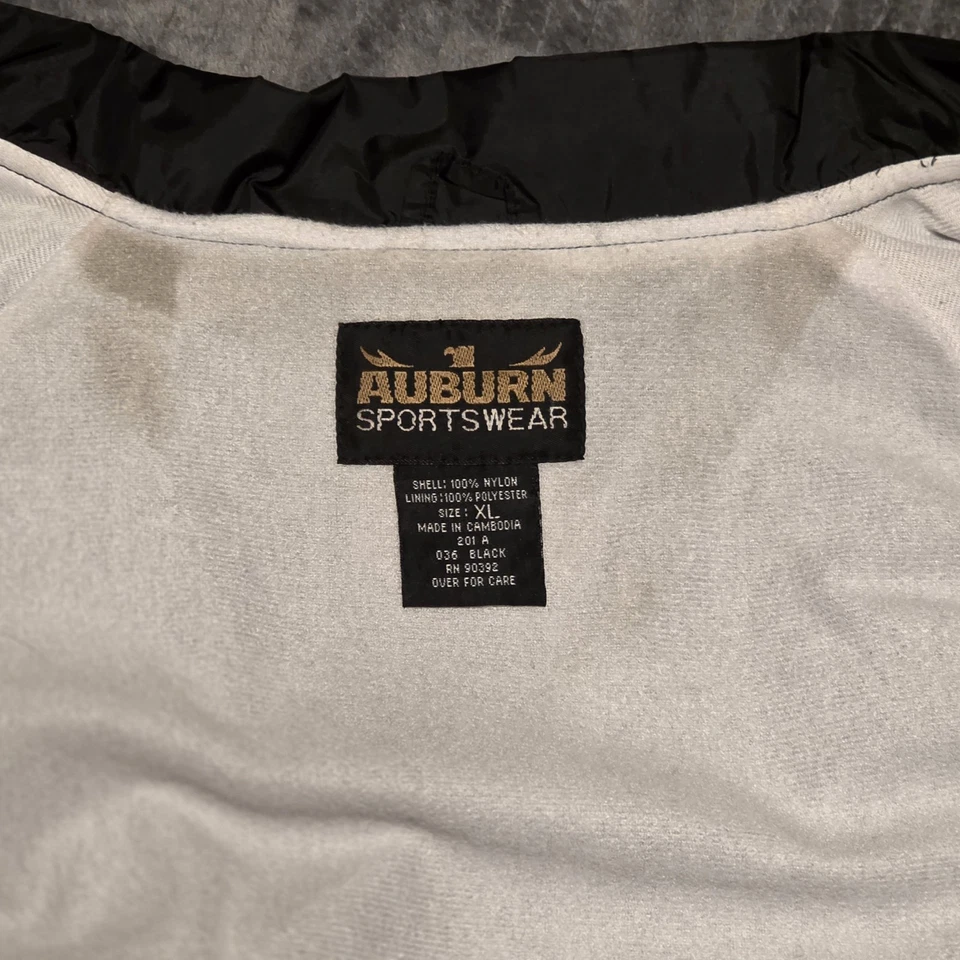 AUBURN
SPORTSWEAR
SHELL: 100% NYLON
LINING:100% POLYESTER
SIZE: XL
MADE IN CAMBODIA
201 A
036 BLACK
RN 90392
OVER FOR CARE